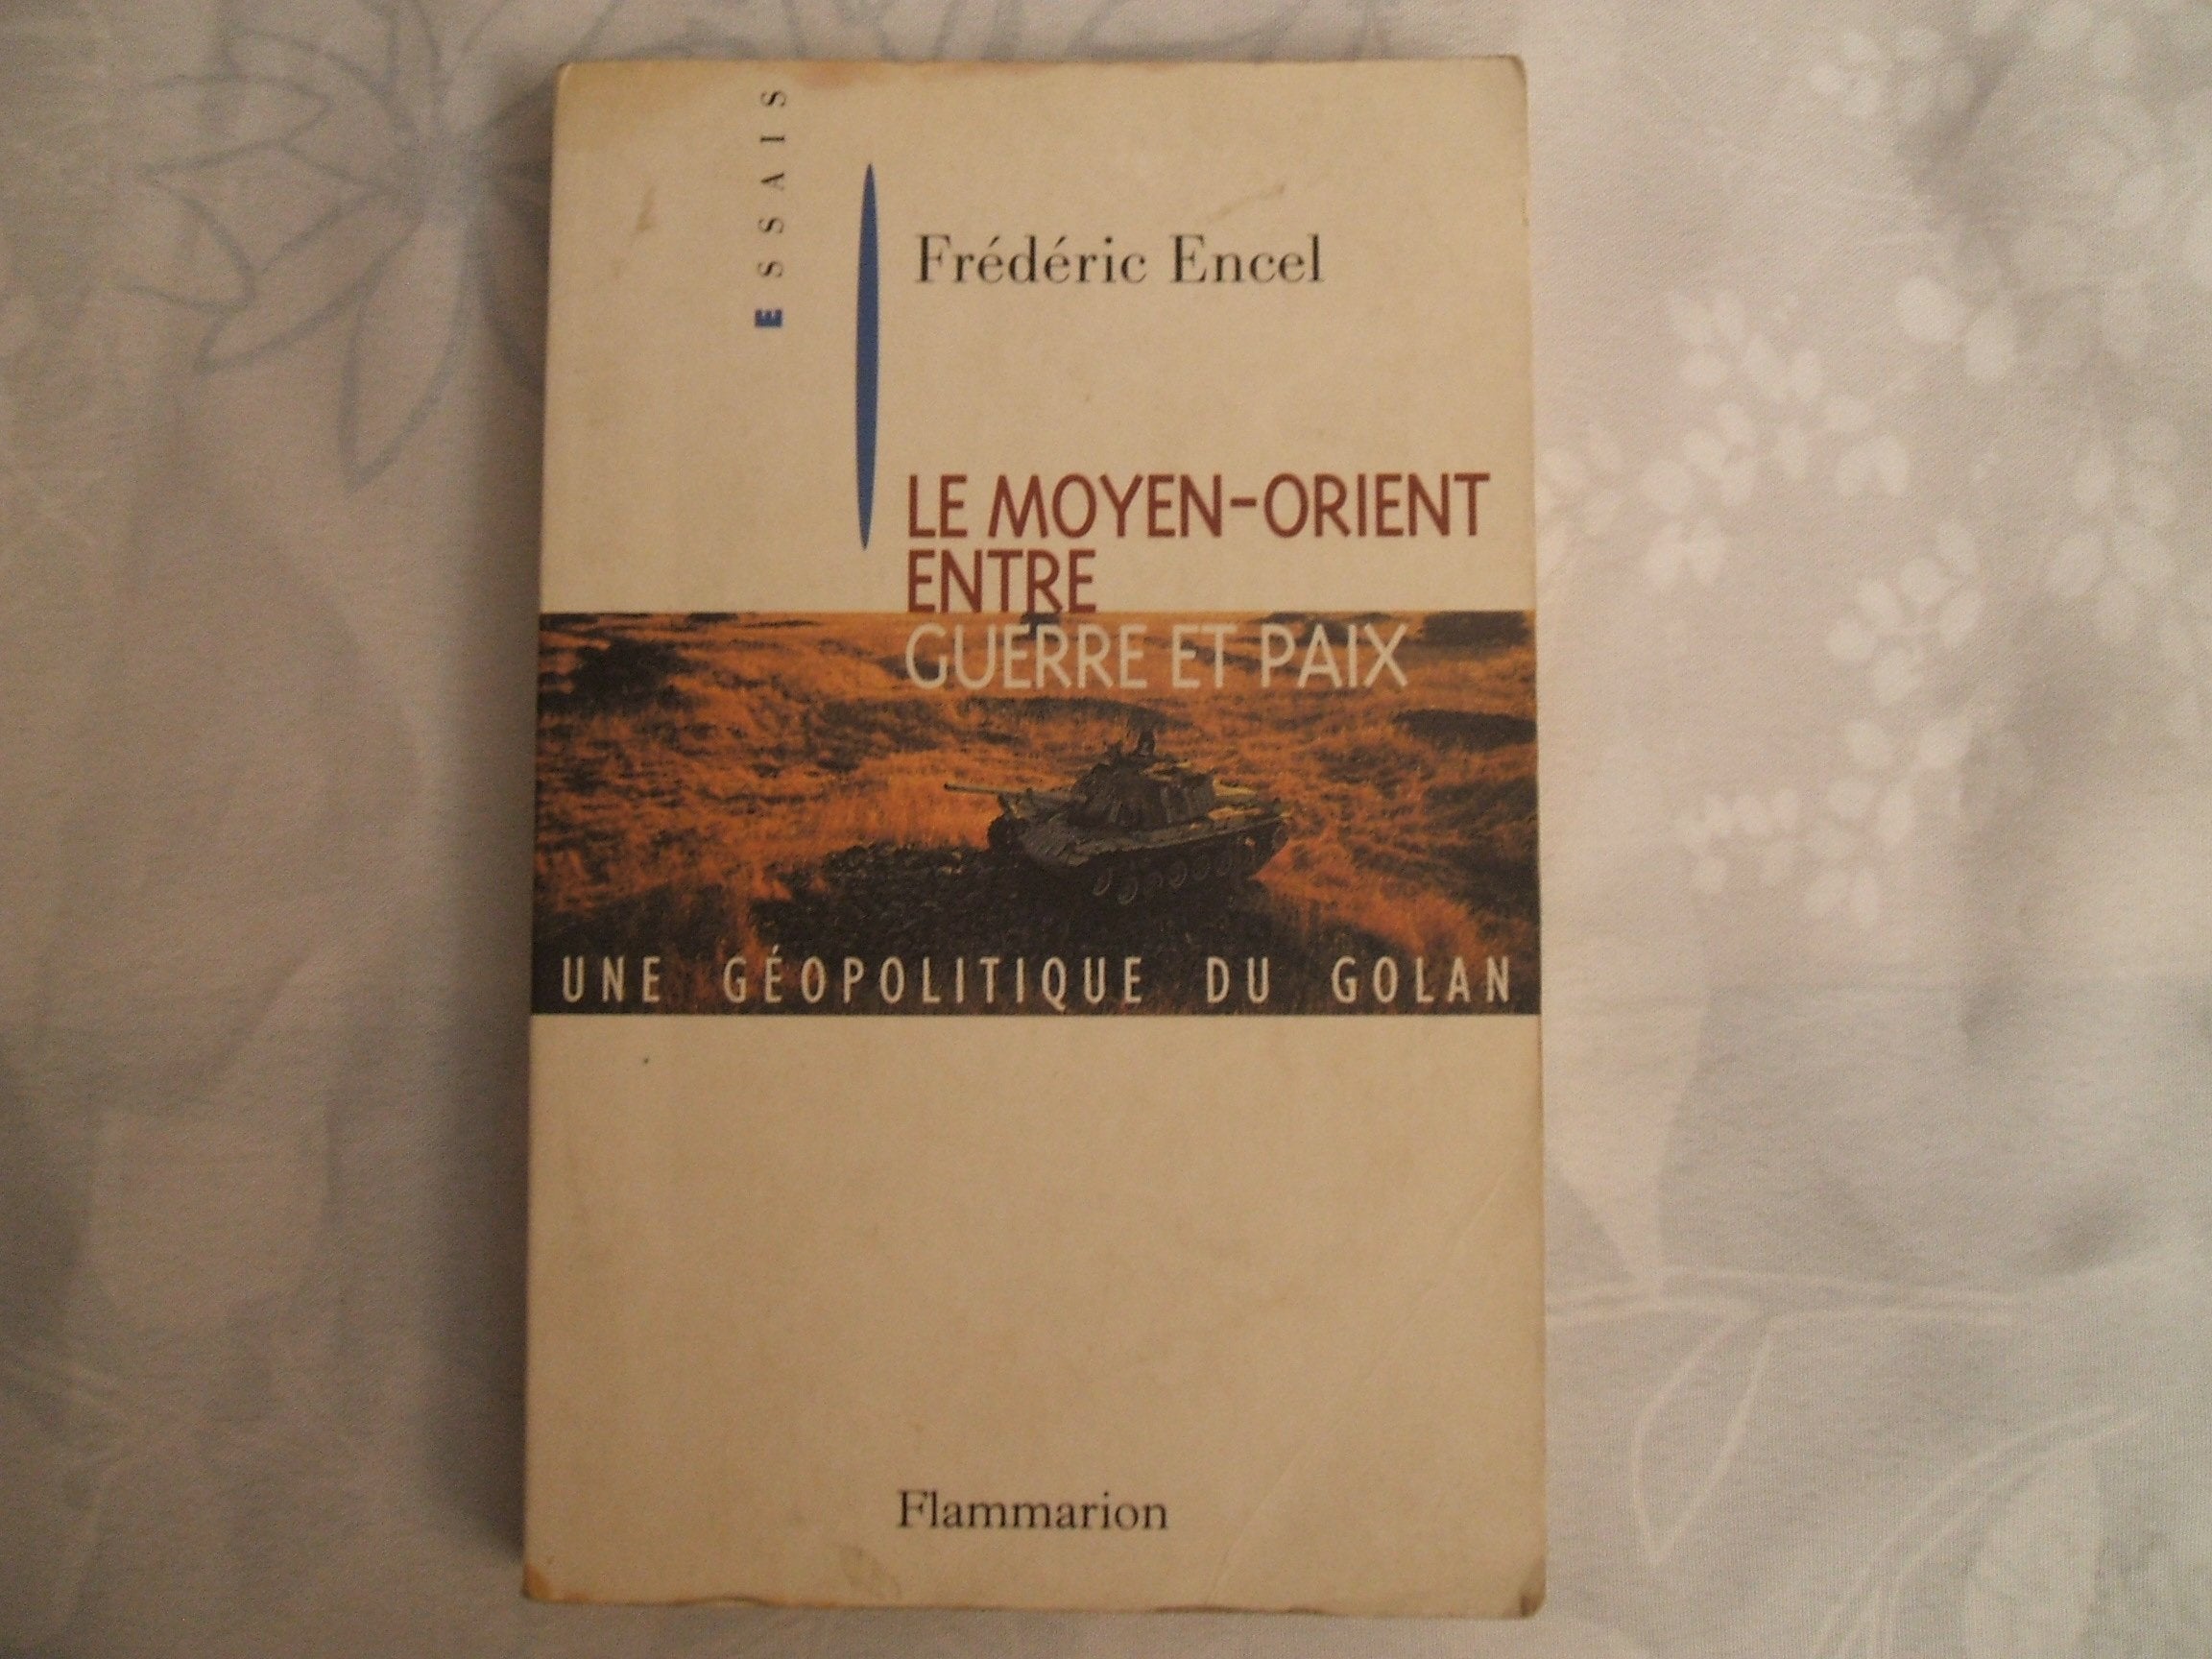 ESSAIS
Frédéric Encel
LE MOYEN-ORIENT
ENTRE
GUERRE ET PAIX
UNE GÉOPOLITIQUE DU GOLAN
Flammarion